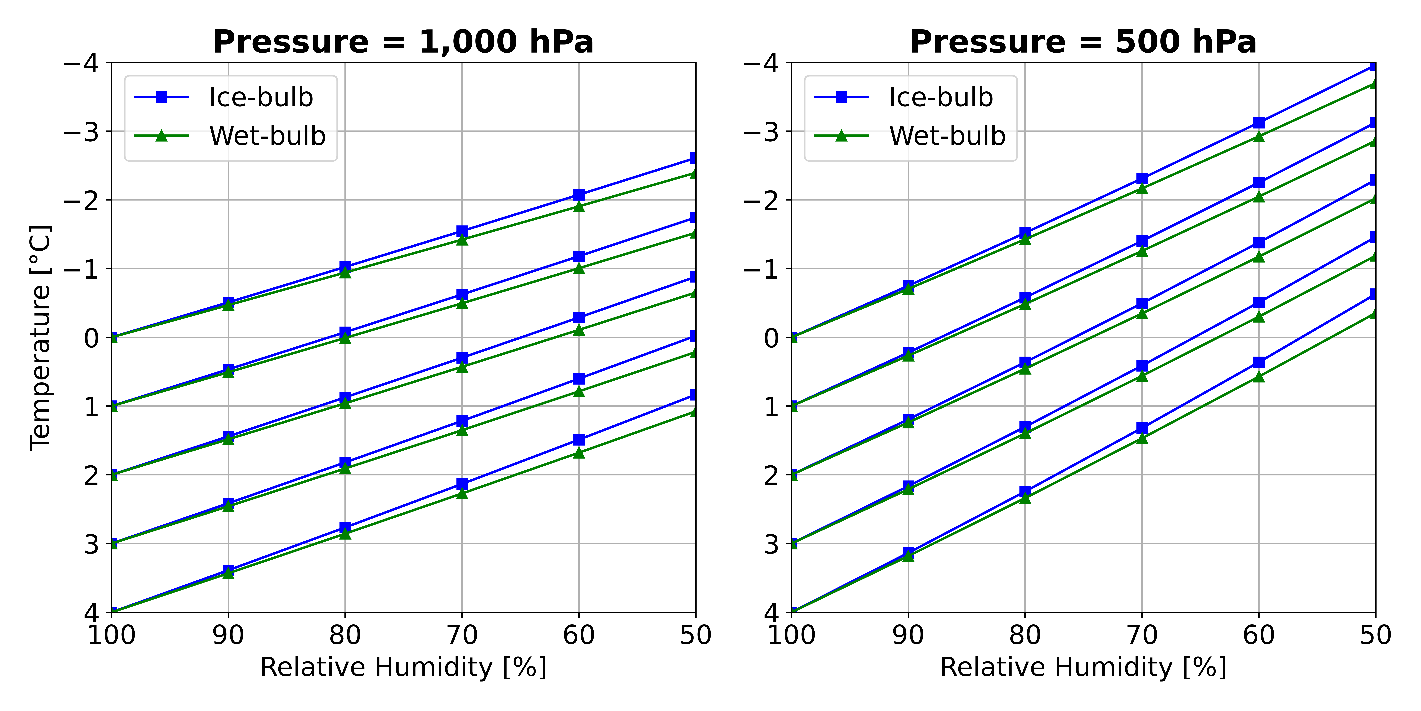 Pressure = 1,000 hPa
−4
−3
−2
−1
0
1
2
3
4
Temperature [°C]
Ice-bulb
Wet-bulb
100 90 80 70 60 50
Relative Humidity [%]
Pressure = 500 hPa
−4
−3
−2
−1
0
1
2
3
4
Ice-bulb
Wet-bulb
100 90 80 70 60 50
Relative Humidity [%]